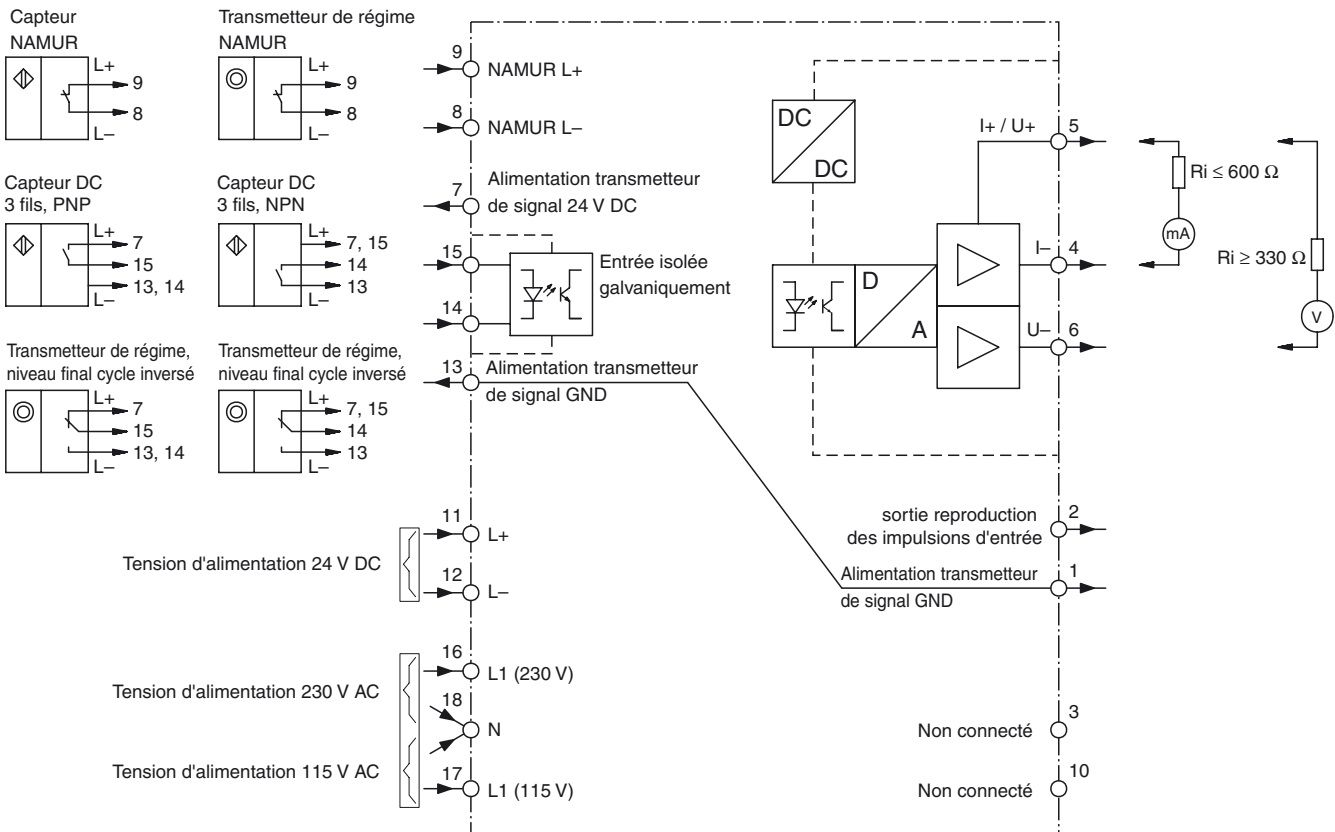 Capteur
NAMUR
L+
9
8
L–
Transmetteur de régime
NAMUR
L+
9
8
L–
Capteur DC
3 fils, PNP
L+
7
15
13, 14
L–
Capteur DC
3 fils, NPN
L+
7, 15
14
13
L–
Transmetteur de régime,
niveau final cycle inversé
L+
7
15
13, 14
L–
Transmetteur de régime,
niveau final cycle inversé
L+
7, 15
14
13
L–
9
NAMUR L+
8
NAMUR L–
7
Alimentation transmetteur
de signal 24 V DC
15
14
Entrée isolée
galvaniquement
13
Alimentation transmetteur
de signal GND
Tension d'alimentation 24 V DC
11
L+
12
L–
Tension d'alimentation 230 V AC
16
L1 (230 V)
18
N
Tension d'alimentation 115 V AC
17
L1 (115 V)
DC
DC
D
A
I+ / U+
5
I–
4
U–
6
Ri ≤ 600 Ω
mA
Ri ≥ 330 Ω
V
sortie reproduction
des impulsions d'entrée
2
Alimentation transmetteur
de signal GND
1
Non connecté
3
Non connecté
10